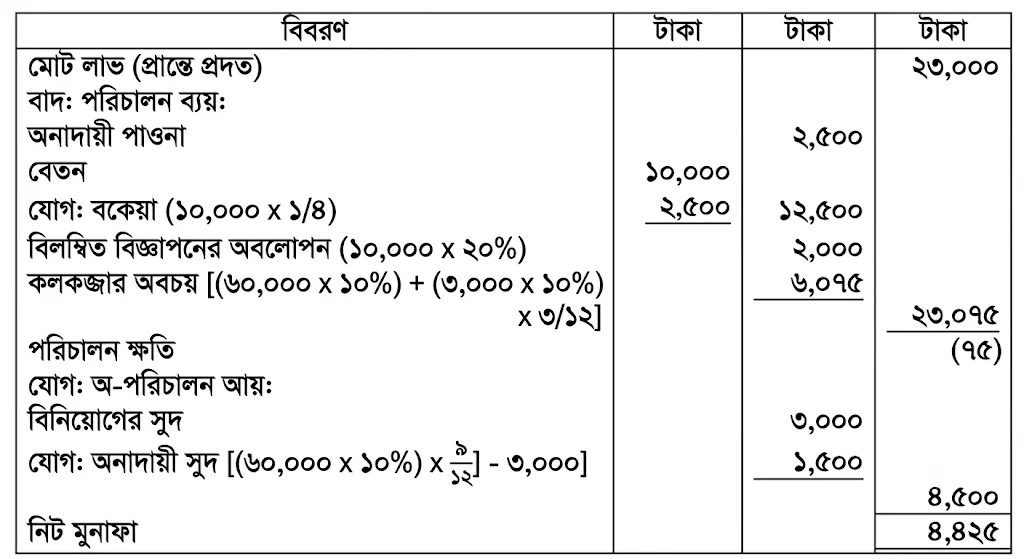 বিবরণ টাকা টাকা টাকা
মোট লাভ (প্রান্তে প্রদত) ২৩,০০০
বাদ: পরিচালন ব্যয়:
অনাদায়ী পাওনা ২,৫০০
বেতন ১০,০০০
যোগ: বকেয়া (১০,০০০ x ১/৪) ২,৫০০ ১২,৫০০
বিলম্বিত বিজ্ঞাপনের অবলোপন (১০,০০০ x ২০%) ২,০০০
কলকজ্জার অবচয় [(৬০,০০০ x ১০%) + (৩,০০০ x ১০%) ৬,০৭৫
x ৩/১২] ২৩,০৭৫
পরিচালন ক্ষতি (৭৫)
যোগ: অ-পরিচালন আয়:
বিনিয়োগের সুদ ৩,০০০
যোগ: অনাদায়ী সুদ [(৬০,০০০ x ১০%) x ৯/১২] - ৩,০০০] ১,৫০০
৪,৫০০
নিট মুনাফা ৪,৪২৫